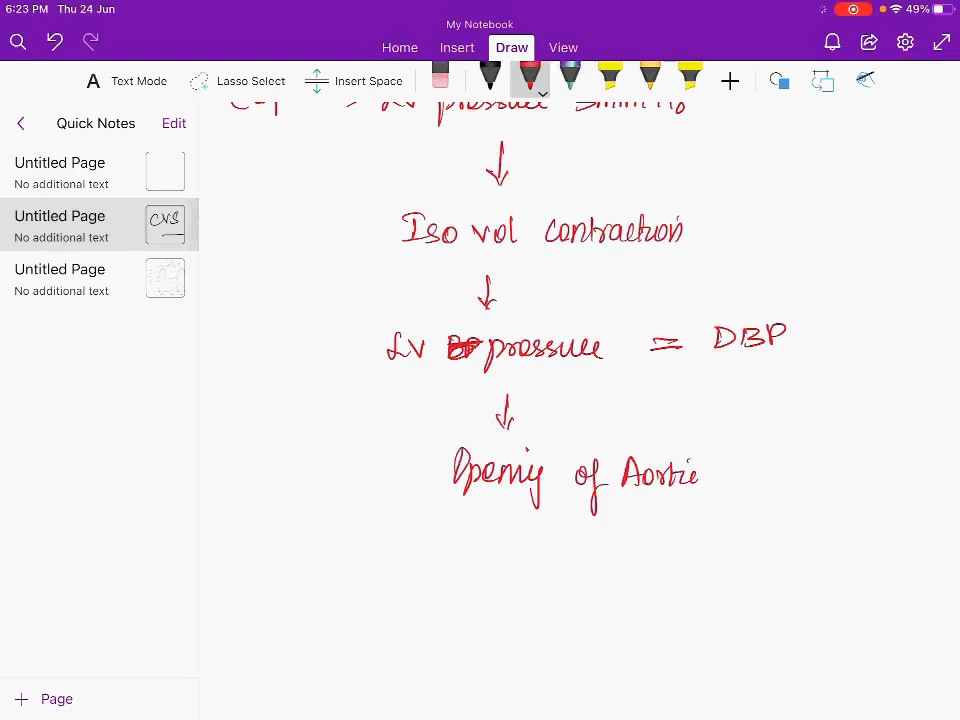 6:23 PM Thu 24 Jun
49%
My Notebook
Home Insert Draw View
A Text Mode Lasso Select Insert Space
Quick Notes Edit
Untitled Page
No additional text
Untitled Page
No additional text
CNS
Untitled Page
No additional text
LV pressure
Iso vol contraction
LV pressure = DBP
Opening of Aortic
+ Page